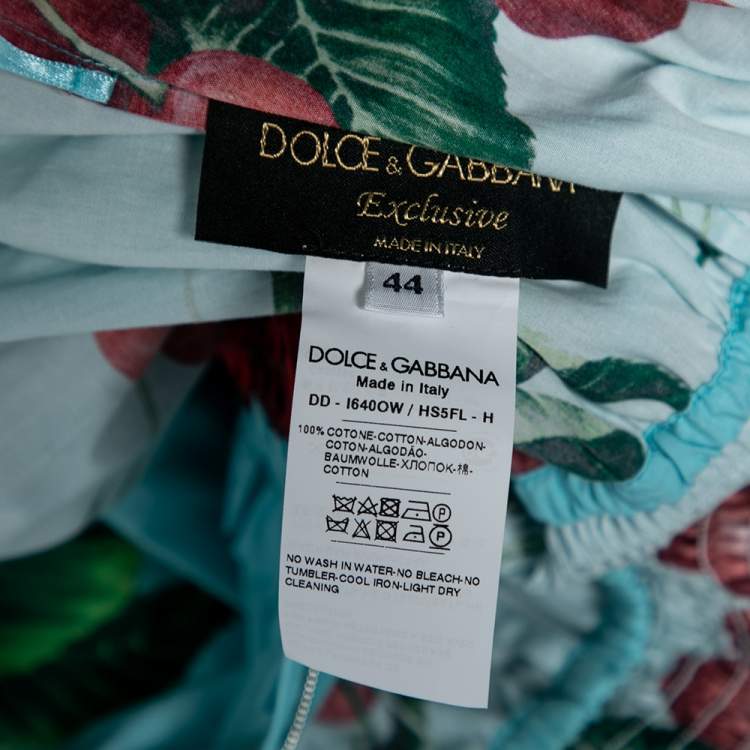 DOLCE & GABBANA
Exclusive
MADE IN ITALY
44
DOLCE & GABBANA
Made in Italy
DD - I640OW / HS5FL - H
100% COTONE-COTTON-ALGODON-
COTON-ALGODÃO-
BAUMWOLLE-ХЛОПОК-棉-
COTTON
P
P
NO WASH IN WATER-NO BLEACH-NO
TUMBLER-COOL IRON-LIGHT DRY
CLEANING